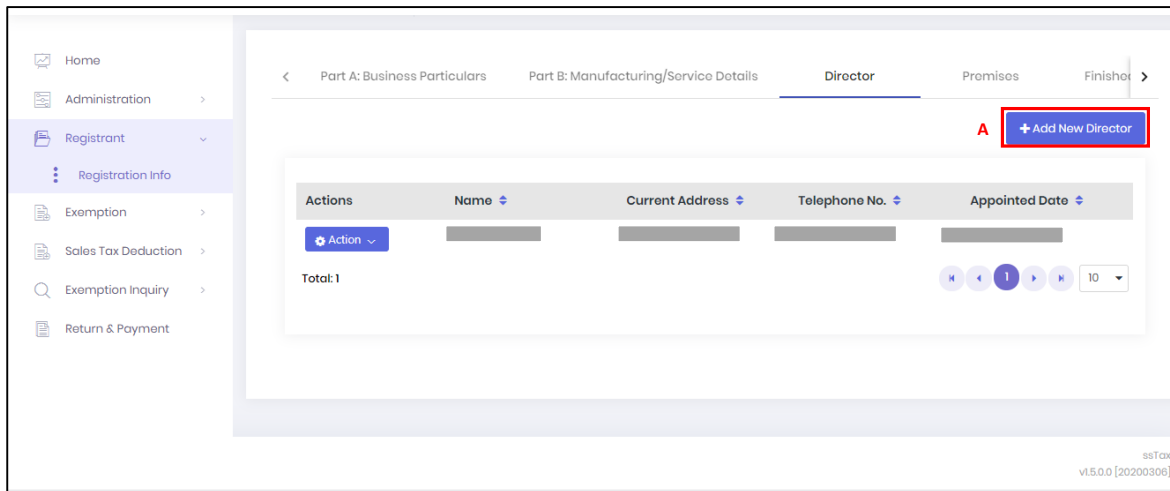 Home
Administration
Registrant
Registration Info
Exemption
Sales Tax Deduction
Exemption Inquiry
Return & Payment
Part A: Business Particulars Part B: Manufacturing/Service Details Director Premises Finished
A + Add New Director
Actions Name Current Address Telephone No. Appointed Date
Action
Total: 1 1 10
ssTax
v1.5.0.0 [20200306]